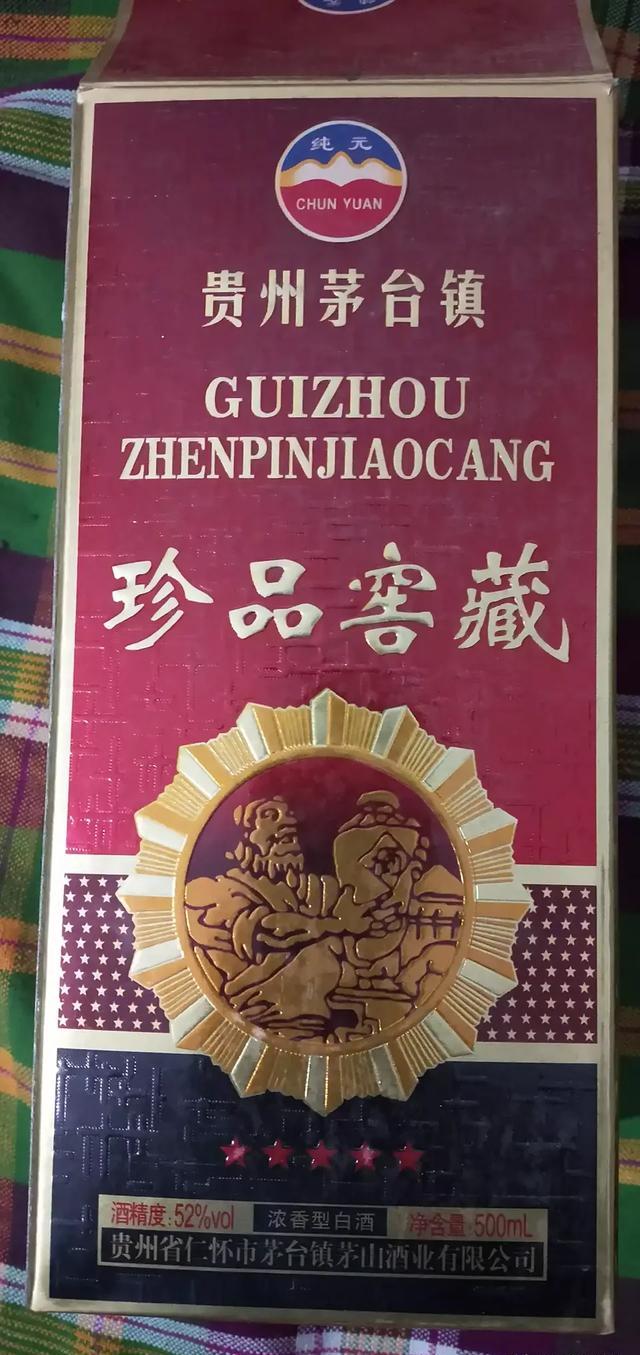 纯元
CHUN YUAN
贵州茅台镇
GUIZHOU
ZHENPINJIAOCANG
珍品窖藏
酒精度:52%vol 浓香型白酒 净含量:500mL
贵州省仁怀市茅台镇茅山酒业有限公司